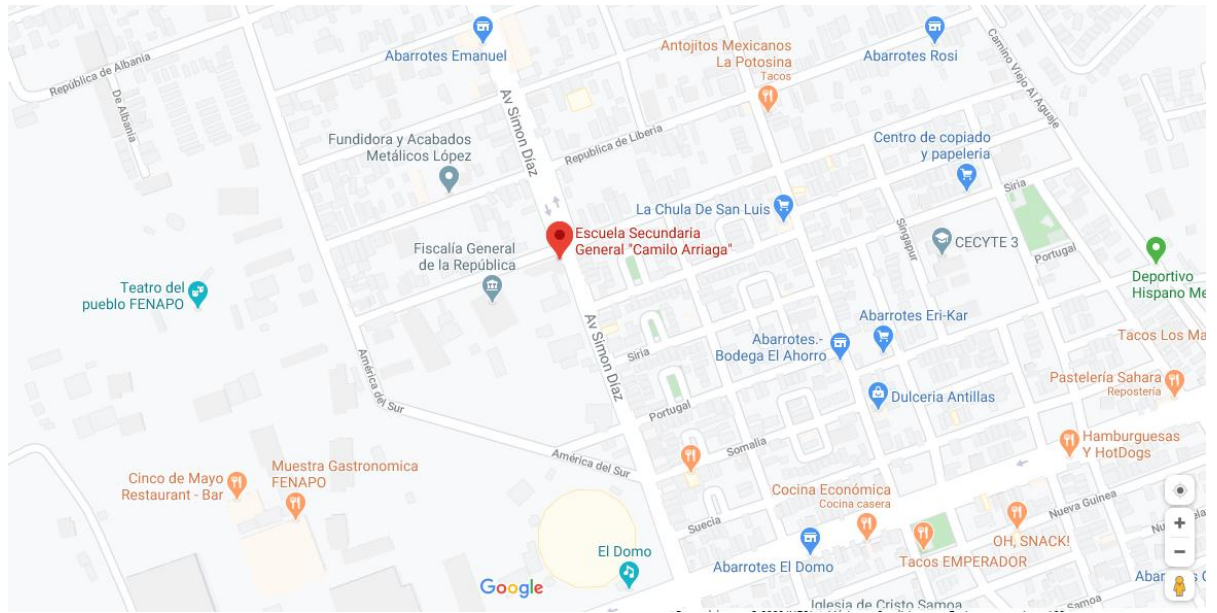 Abarrotes Emanuel
Antojitos Mexicanos
La Potosina
Tacos
Abarrotes Rosi
Camino Viejo Al Aguaje
República de Albania
De Albania
Av Simon Díaz
Fundidora y Acabados
Metálicos López
Republica de Liberia
Centro de copiado
y papeleria
Siria
La Chula De San Luis
Escuela Secundaria
General "Camilo Arriaga"
Singapur
CECYTE 3
Portugal
Fiscalía General
de la República
Deportivo
Hispano Me
Teatro del
pueblo FENAPO
Abarrotes Eri-Kar
Av Simon Díaz
Abarrotes.-
Bodega El Ahorro
Tacos Los Ma
Siria
América del Sur
Pastelería Sahara
Repostería
Dulceria Antillas
Portugal
Somalia
Hamburguesas
Y HotDogs
América del Sur
Cinco de Mayo
Restaurant - Bar
Muestra Gastronomica
FENAPO
Cocina Económica
Cocina casera
Nueva Guinea
Suecia
OH, SNACK!
El Domo
Abarrotes El Domo
Tacos EMPERADOR
Google
Iglesia de Cristo Samoa
Samoa